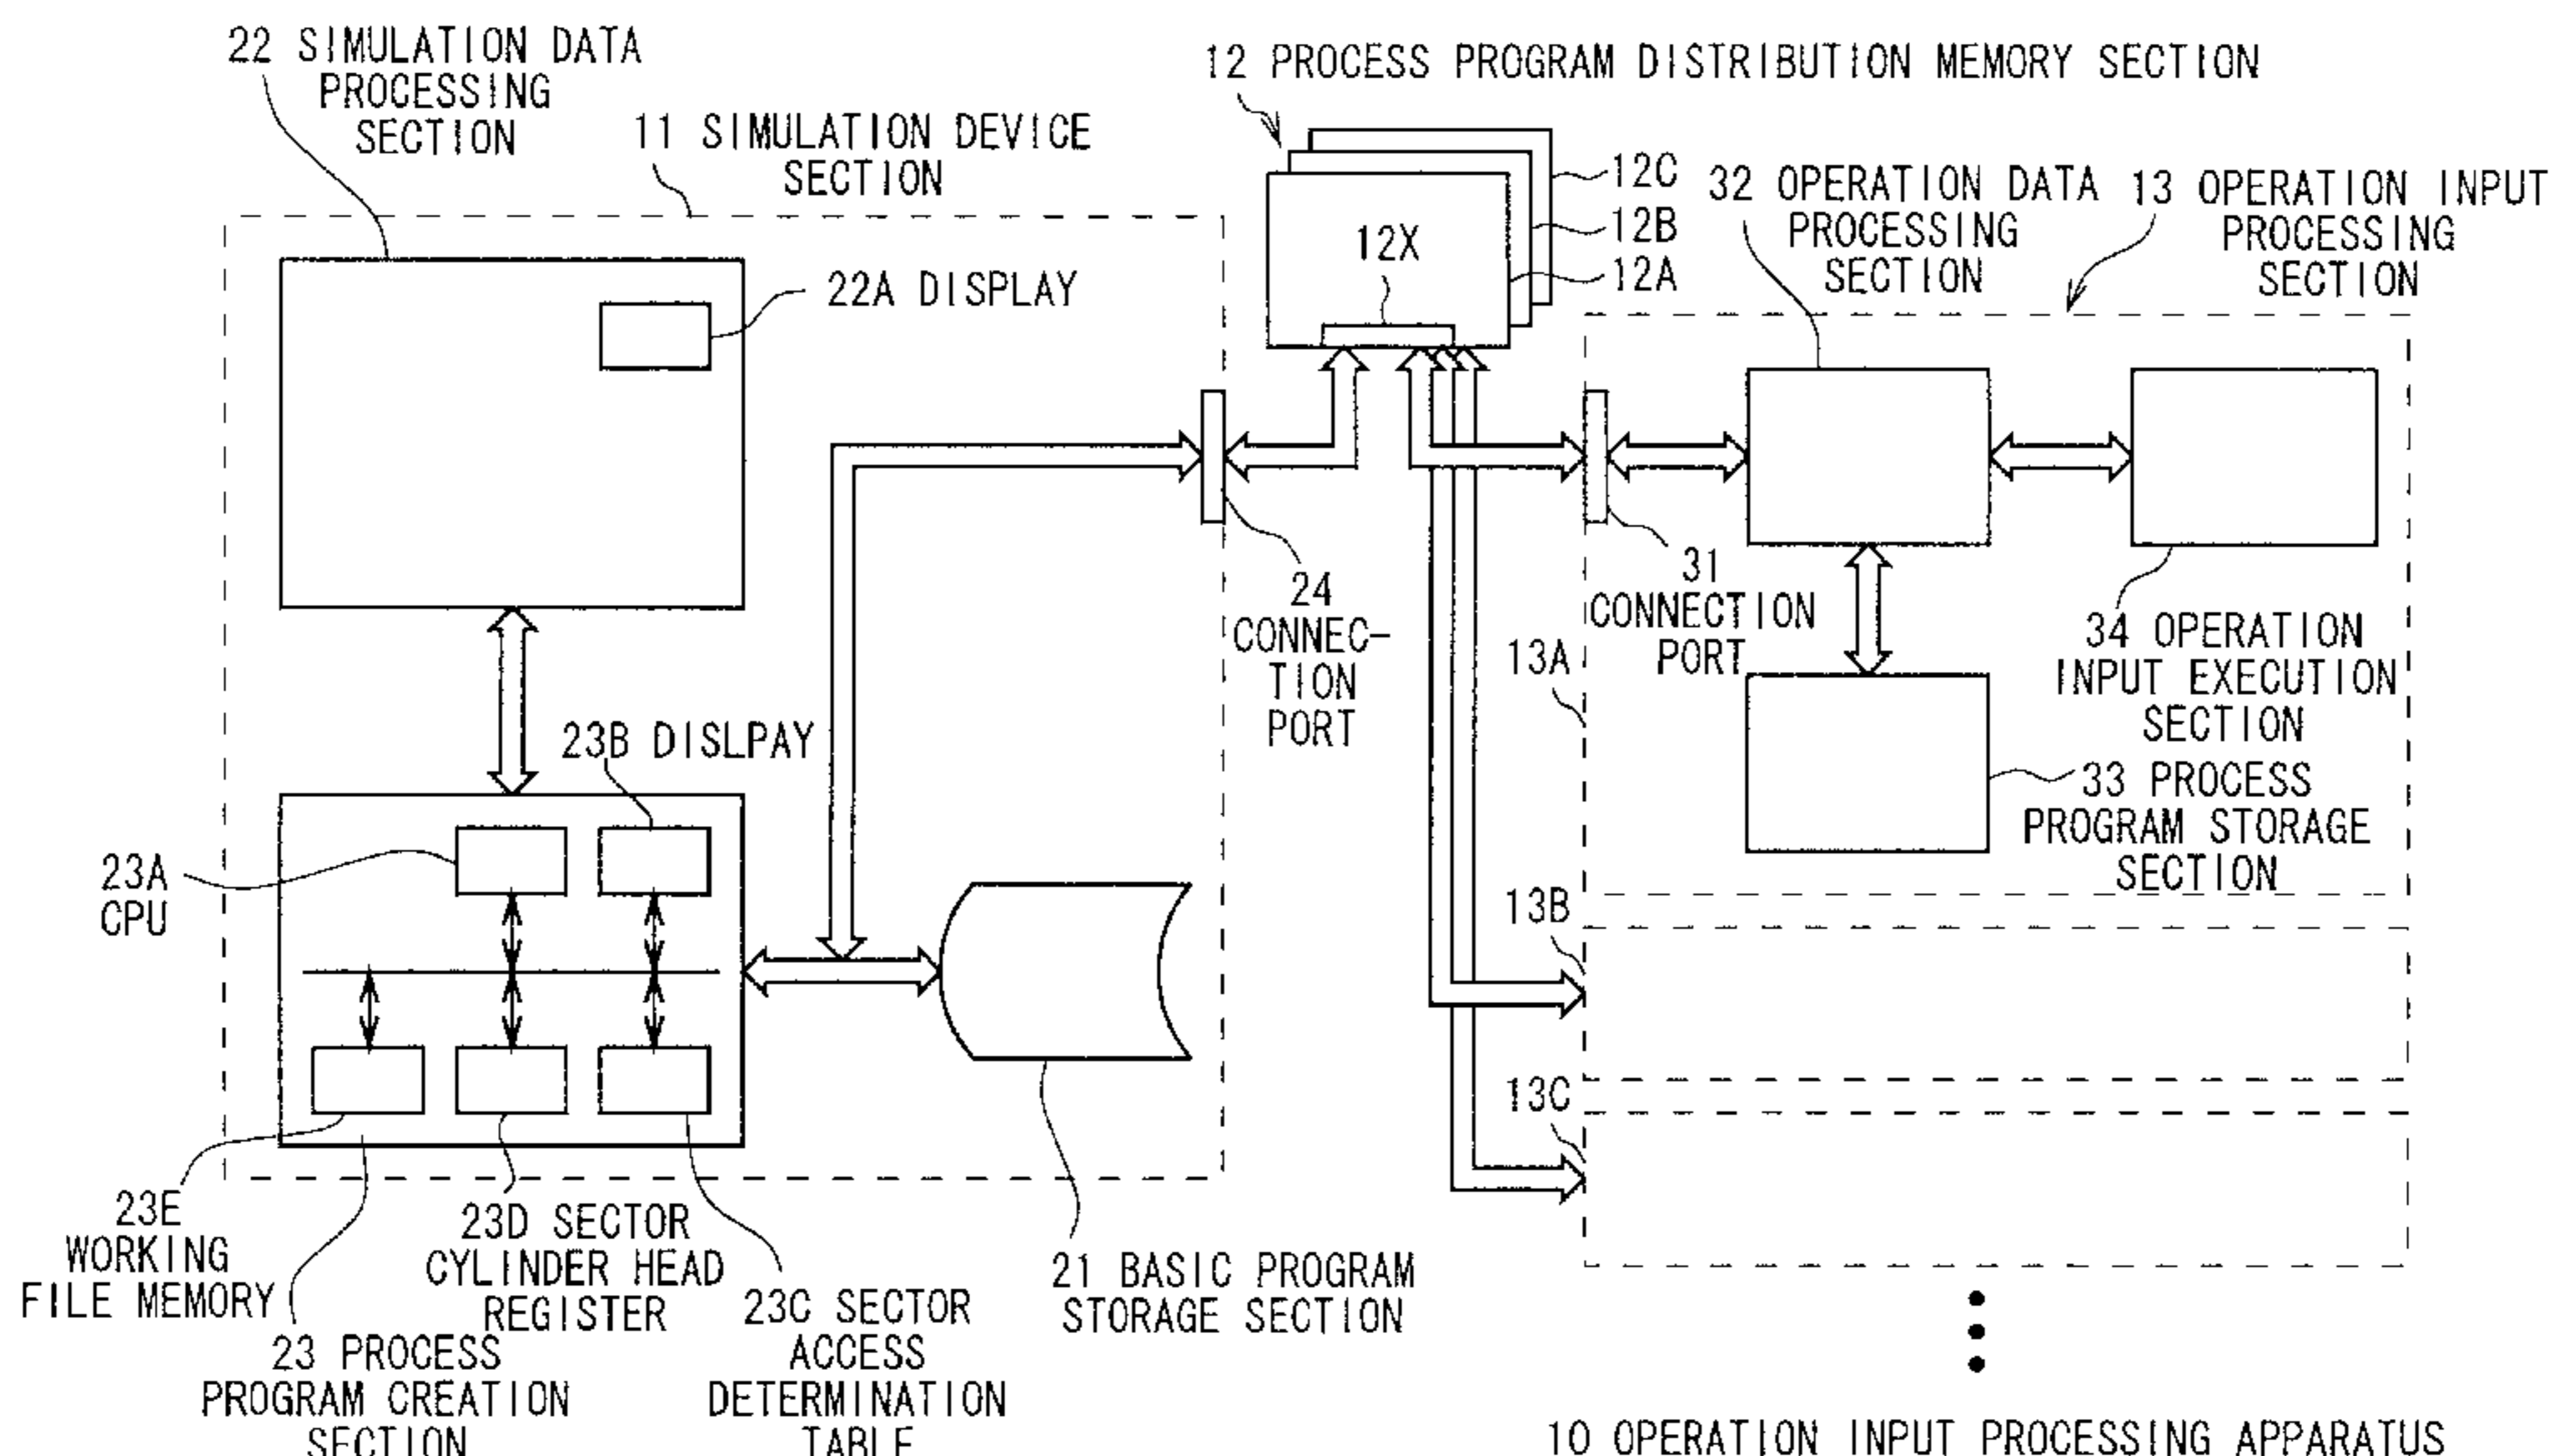 22 SIMULATION DATA
PROCESSING
SECTION
11 SIMULATION DEVICE
SECTION
12 PROCESS PROGRAM DISTRIBUTION MEMORY SECTION
12C
12B
12A
12X
32 OPERATION DATA
PROCESSING
SECTION
13 OPERATION INPUT
PROCESSING
SECTION
22A DISPLAY
24
CONNEC-
TION
PORT
31
CONNECTION
PORT
13A
34 OPERATION
INPUT EXECUTION
SECTION
33 PROCESS
PROGRAM STORAGE
SECTION
23B DISLPAY
23A
CPU
13B
13C
23E
WORKING
FILE MEMORY
23D SECTOR
CYLINDER HEAD
REGISTER
23C SECTOR
ACCESS
DETERMINATION
TABLE
21 BASIC PROGRAM
STORAGE SECTION
23 PROCESS
PROGRAM CREATION
SECTION
10 OPERATION INPUT PROCESSING APPARATUS